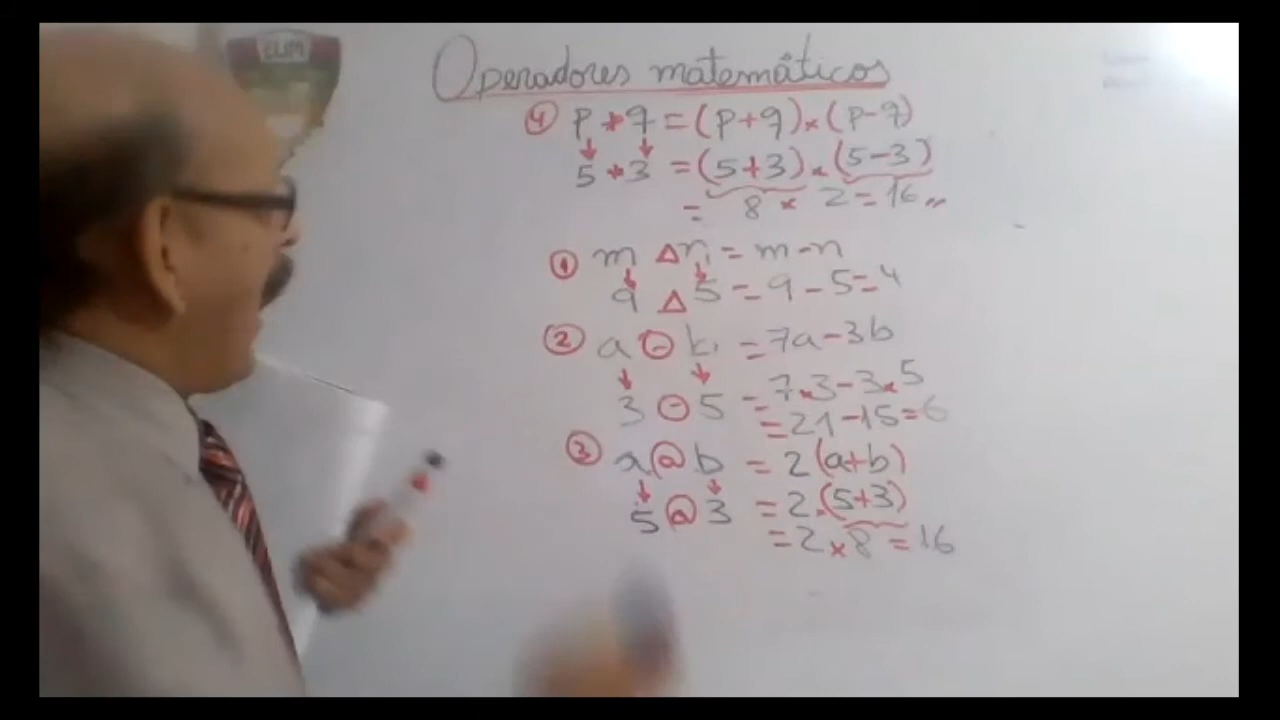 ELIM
Operadores matemáticos
④ p * q = (p+q) × (p-q)
5 * 3 = (5+3) × (5-3)
= 8 × 2 = 16,,
① m Δ n = m - n
9 Δ 5 = 9 - 5 = 4
② a ⊖ b = 7a - 3b
3 ⊖ 5 = 7×3 - 3×5
= 21 - 15 = 6
③ a @ b = 2(a+b)
5 @ 3 = 2.(5+3)
= 2 × 8 = 16